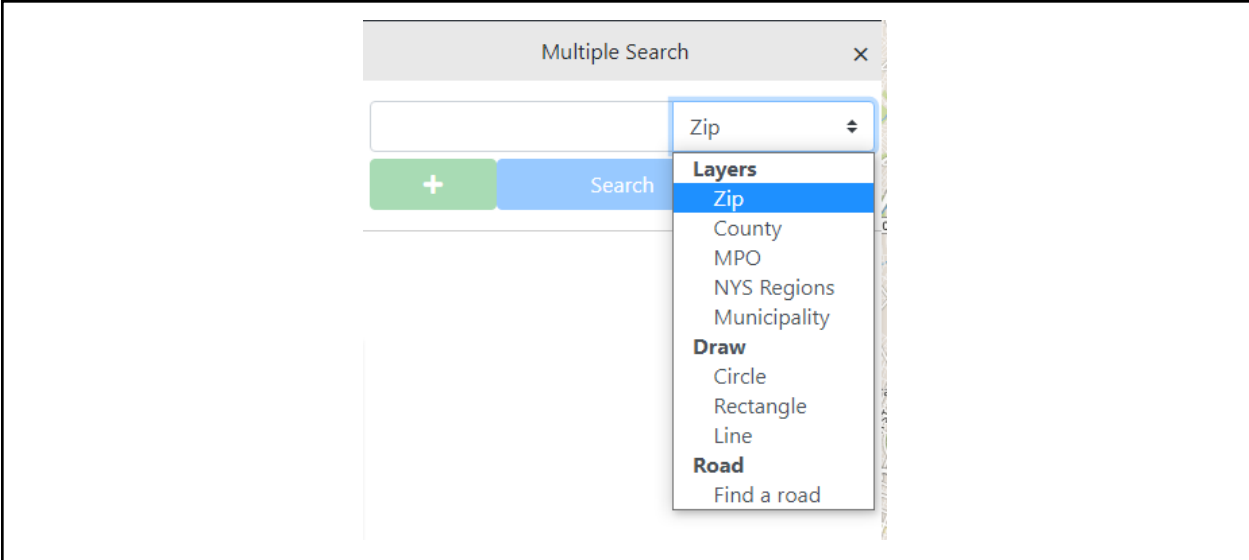 Multiple Search ×
Zip
+ Search
Layers
Zip
County
MPO
NYS Regions
Municipality
Draw
Circle
Rectangle
Line
Road
Find a road